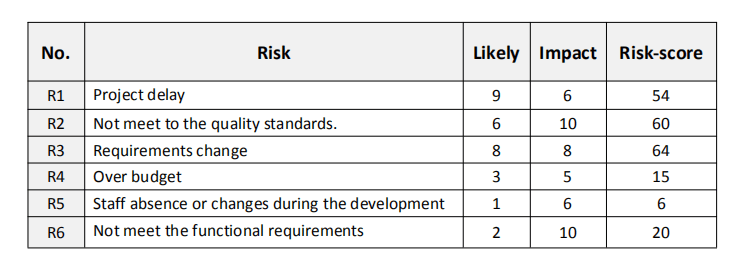 No. Risk Likely Impact Risk-score
R1 Project delay 9 6 54
R2 Not meet to the quality standards. 6 10 60
R3 Requirements change 8 8 64
R4 Over budget 3 5 15
R5 Staff absence or changes during the development 1 6 6
R6 Not meet the functional requirements 2 10 20